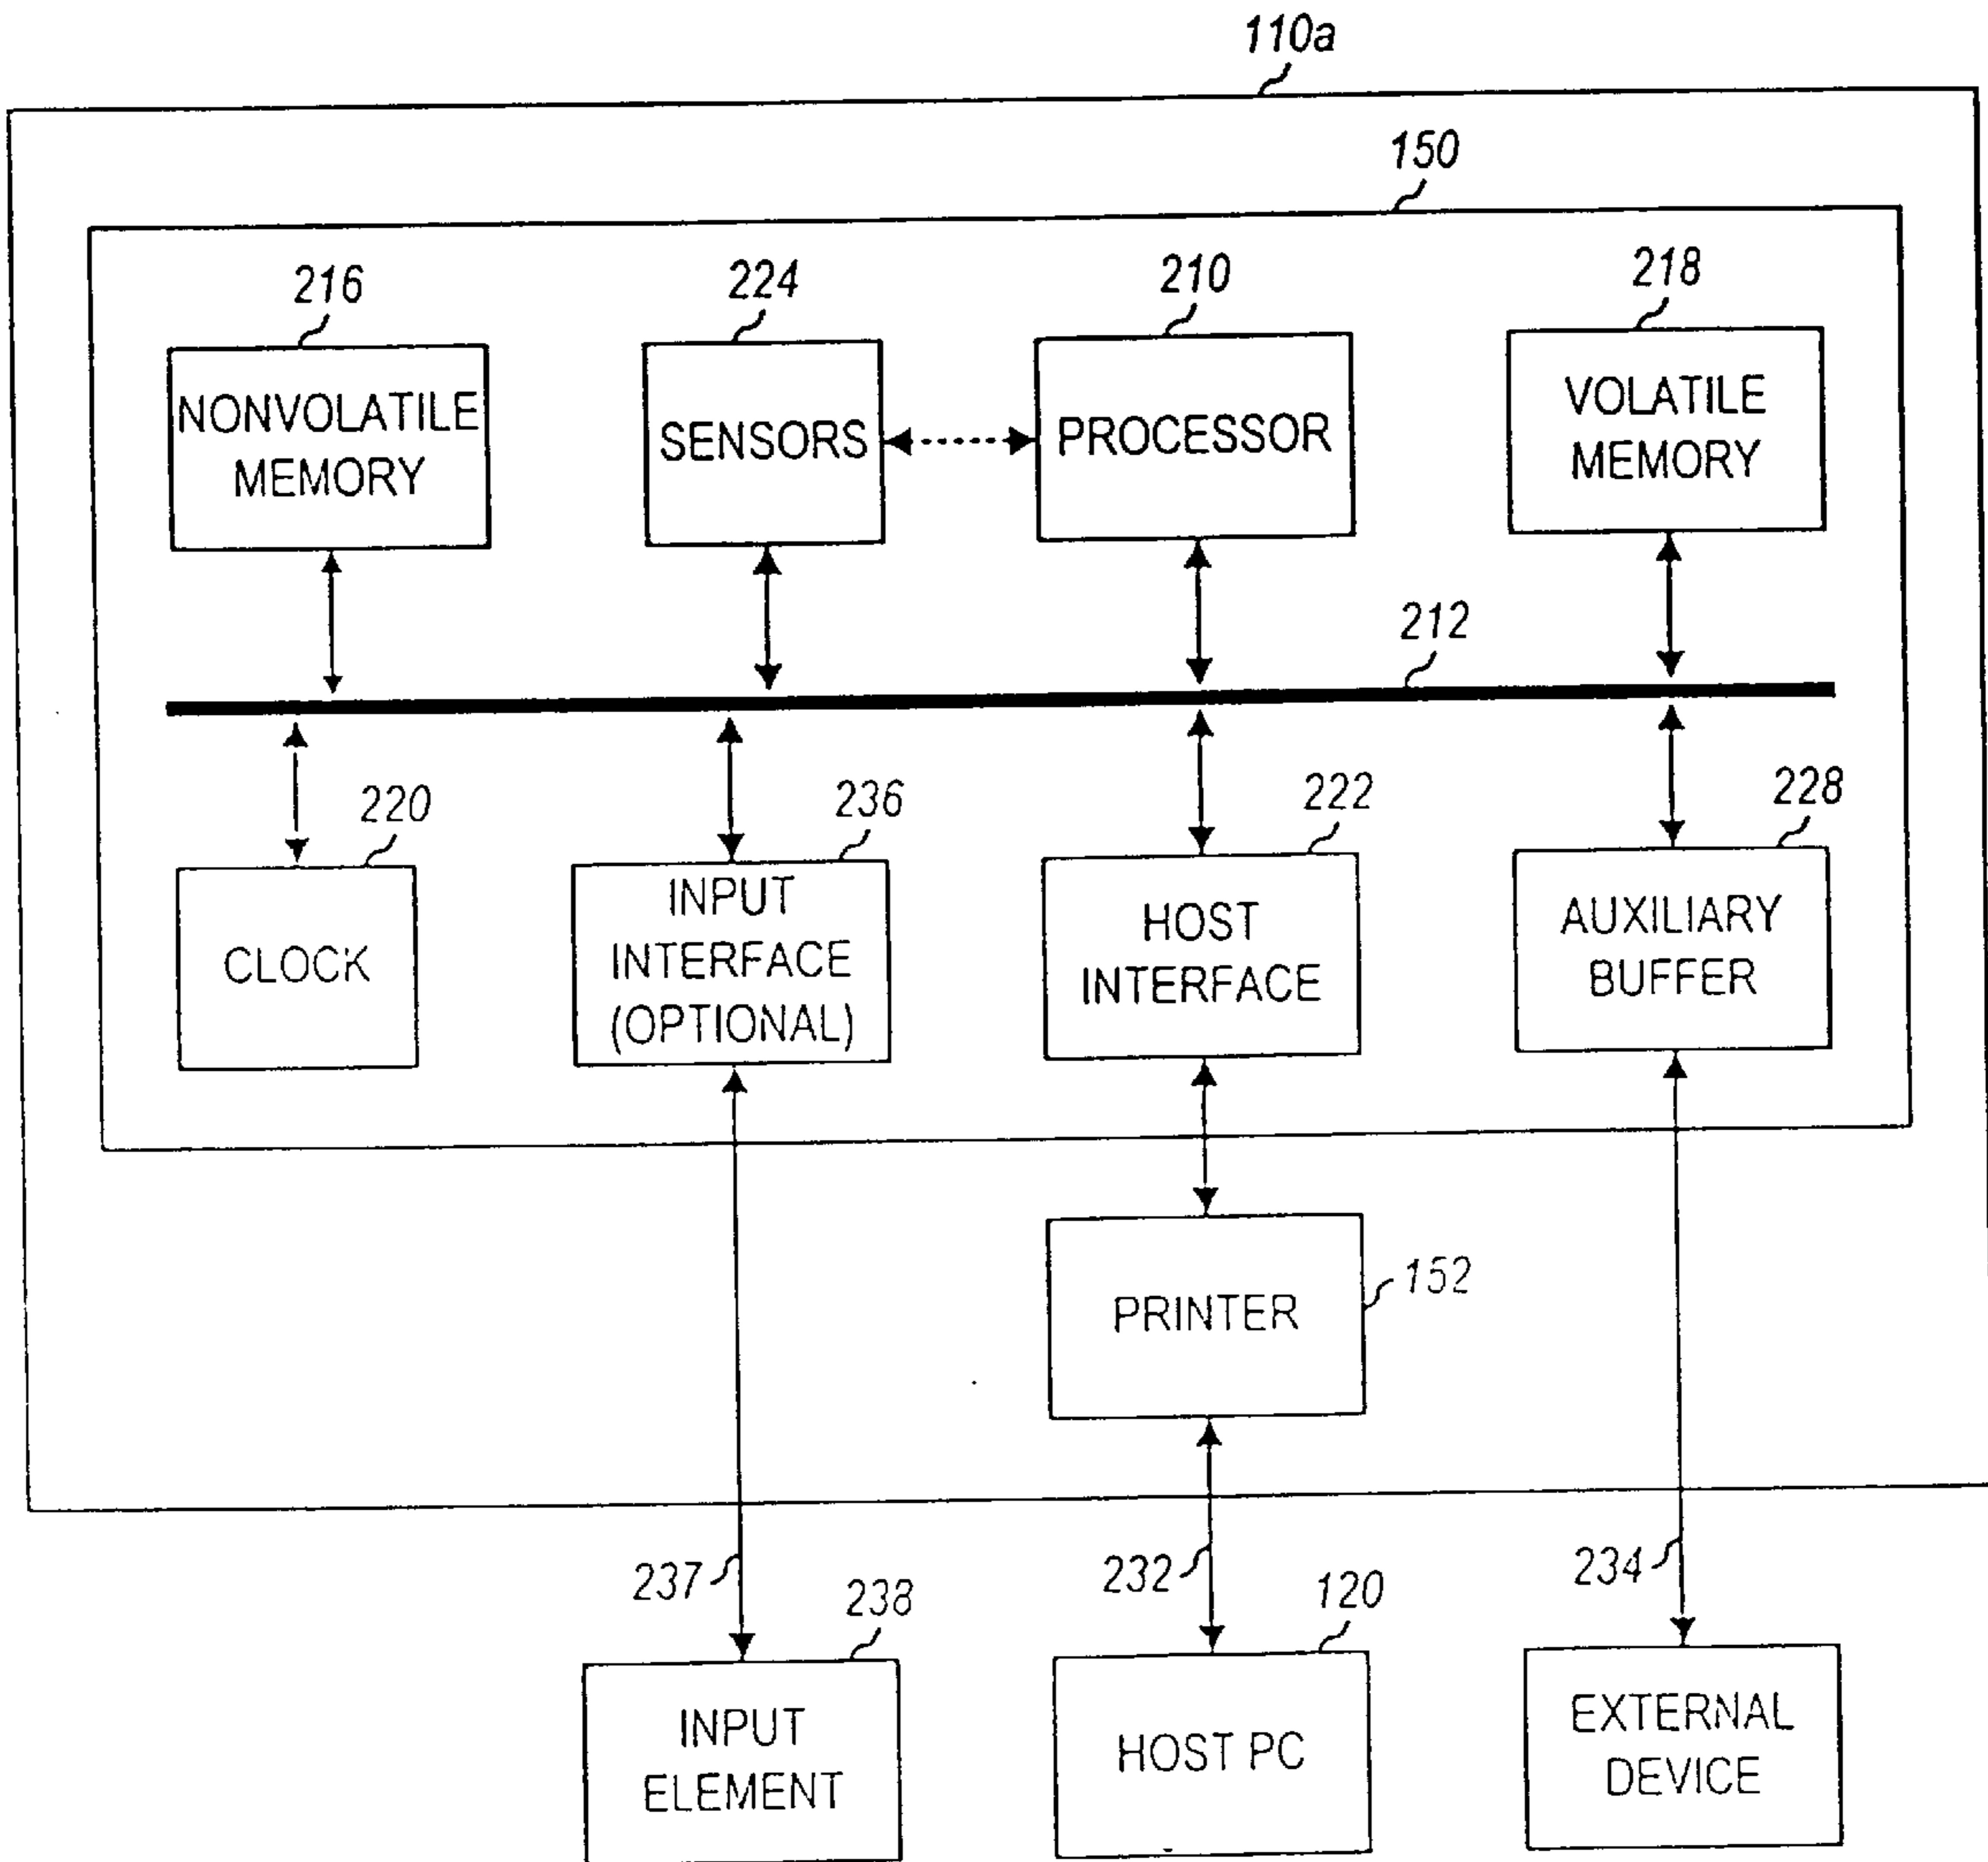 110a
150
216
224
210
218
NONVOLATILE
MEMORY
SENSORS
PROCESSOR
VOLATILE
MEMORY
212
220
236
222
228
CLOCK
INPUT
INTERFACE
(OPTIONAL)
HOST
INTERFACE
AUXILIARY
BUFFER
PRINTER
152
237
232
234
238
120
INPUT
ELEMENT
HOST PC
EXTERNAL
DEVICE